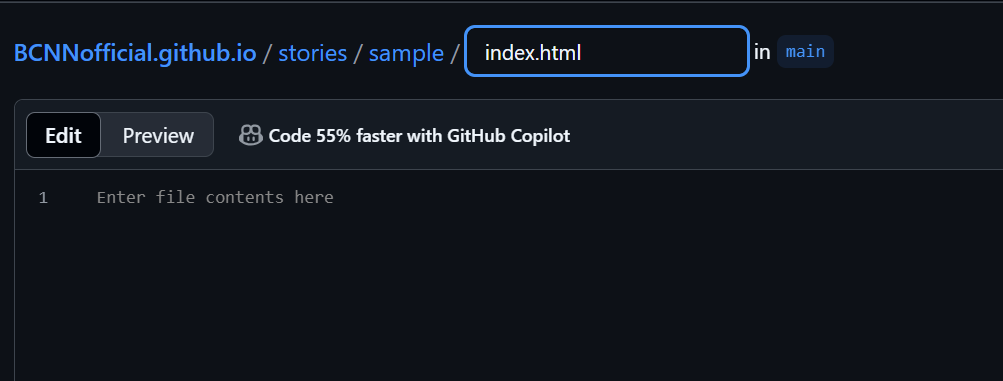 BCNNofficial.github.io / stories / sample / index.html in main
Edit Preview Code 55% faster with GitHub Copilot
1 Enter file contents here